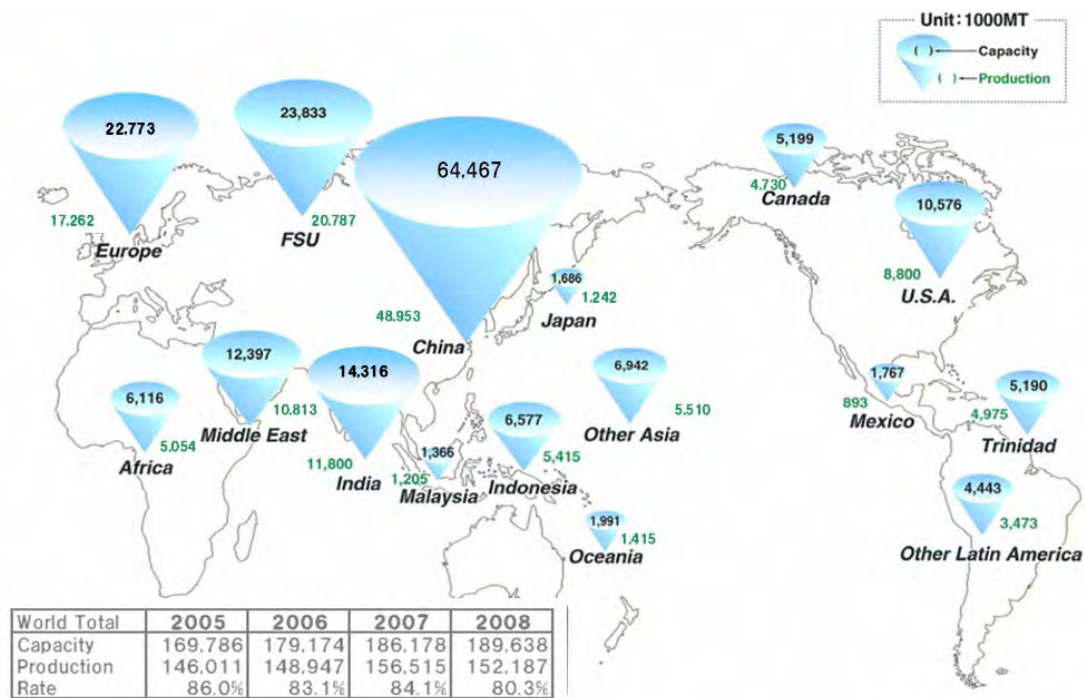 Unit:1000MT
( ) Capacity
( ) Production
22.773
17.262
Europe
23,833
20.787
FSU
64,467
48.953
China
5,199
4.730
Canada
10,576
8,800
U.S.A.
1,686
1.242
Japan
12,397
10.813
Middle East
14.316
11,800
India
6,942
5.510
Other Asia
1,767
893
Mexico
5,190
4,975
Trinidad
6,116
5.054
Africa
1,366
1,205
Malaysia
6,577
5,415
Indonesia
4,443
3,473
Other Latin America
1,991
1.415
Oceania
World Total 2005 2006 2007 2008
Capacity 169,786 179,174 186,178 189,638
Production 146,011 148,947 156,515 152,187
Rate 86.0% 83.1% 84.1% 80.3%